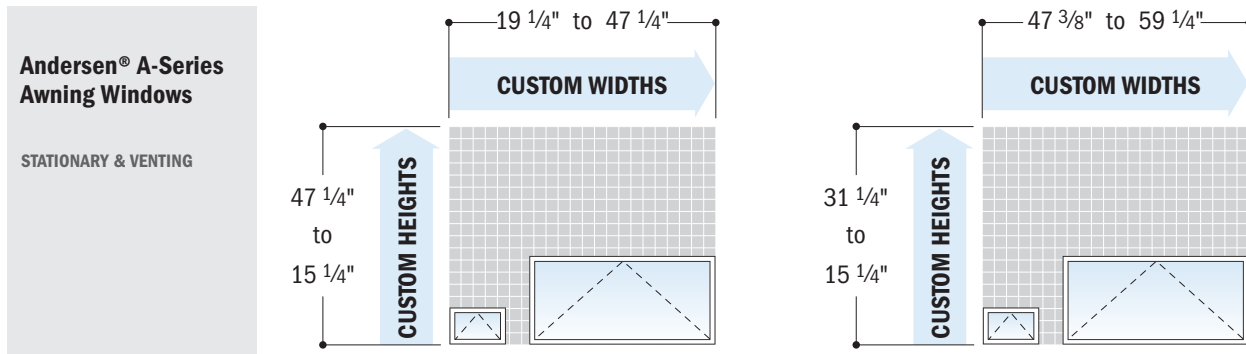 Andersen® A-Series
Awning Windows
STATIONARY & VENTING
19 1/4" to 47 1/4"
CUSTOM WIDTHS
47 1/4"
to
15 1/4"
CUSTOM HEIGHTS
47 3/8" to 59 1/4"
CUSTOM WIDTHS
31 1/4"
to
15 1/4"
CUSTOM HEIGHTS